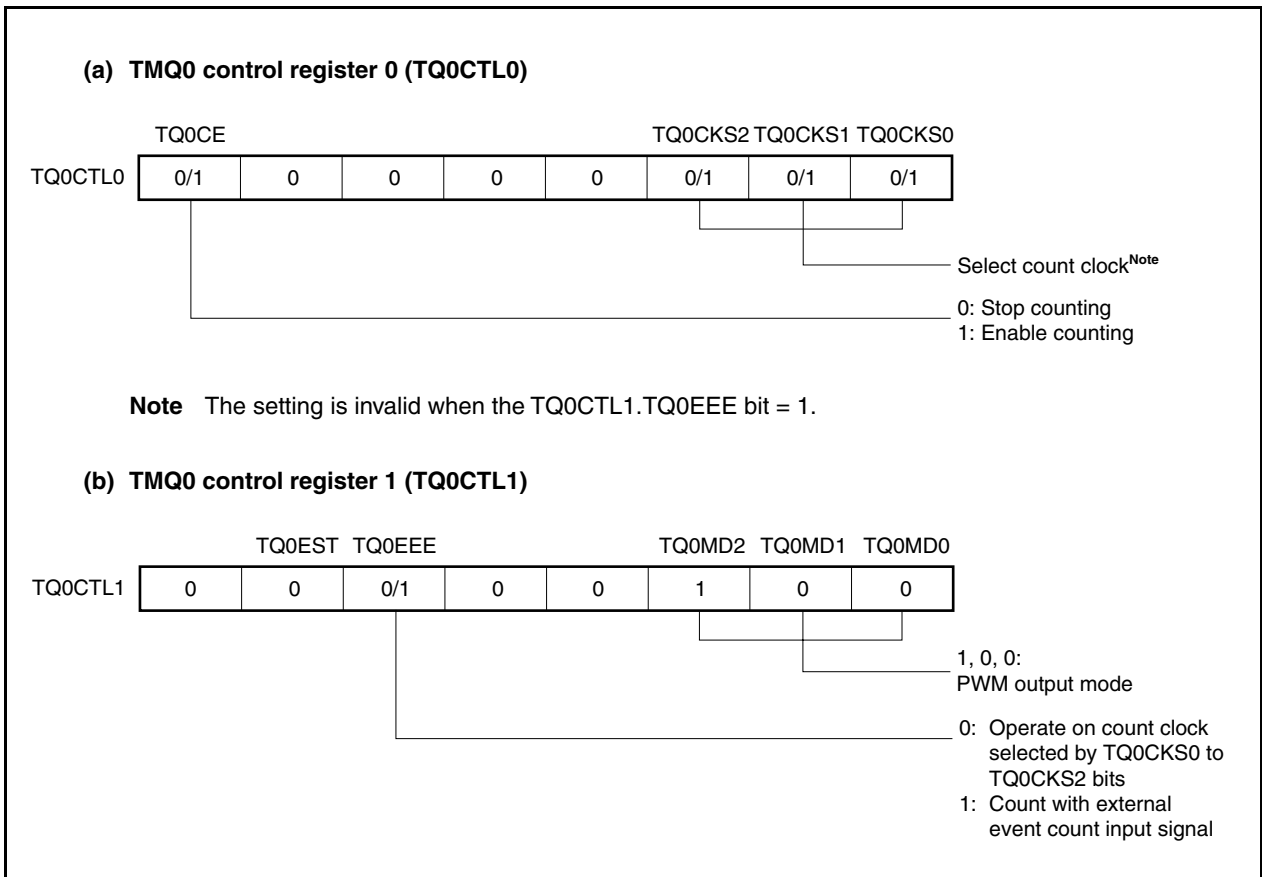 (a) TMQ0 control register 0 (TQ0CTL0)
TQ0CE TQ0CKS2 TQ0CKS1 TQ0CKS0
TQ0CTL0 0/1 0 0 0 0 0/1 0/1 0/1
Select count clockNote
0: Stop counting
1: Enable counting
Note The setting is invalid when the TQ0CTL1.TQ0EEE bit = 1.
(b) TMQ0 control register 1 (TQ0CTL1)
TQ0EST TQ0EEE TQ0MD2 TQ0MD1 TQ0MD0
TQ0CTL1 0 0 0/1 0 0 1 0 0
1, 0, 0:
PWM output mode
0: Operate on count clock
selected by TQ0CKS0 to
TQ0CKS2 bits
1: Count with external
event count input signal